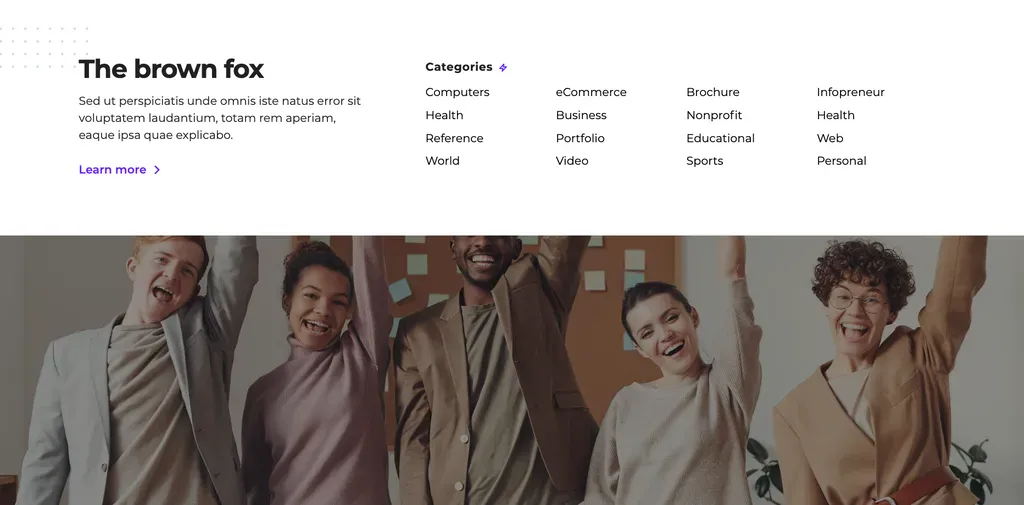 The brown fox
Sed ut perspiciatis unde omnis iste natus error sit
voluptatem laudantium, totam rem aperiam,
eaque ipsa quae explicabo.
Learn more
Categories
Computers
Health
Reference
World
eCommerce
Business
Portfolio
Video
Brochure
Nonprofit
Educational
Sports
Infopreneur
Health
Web
Personal